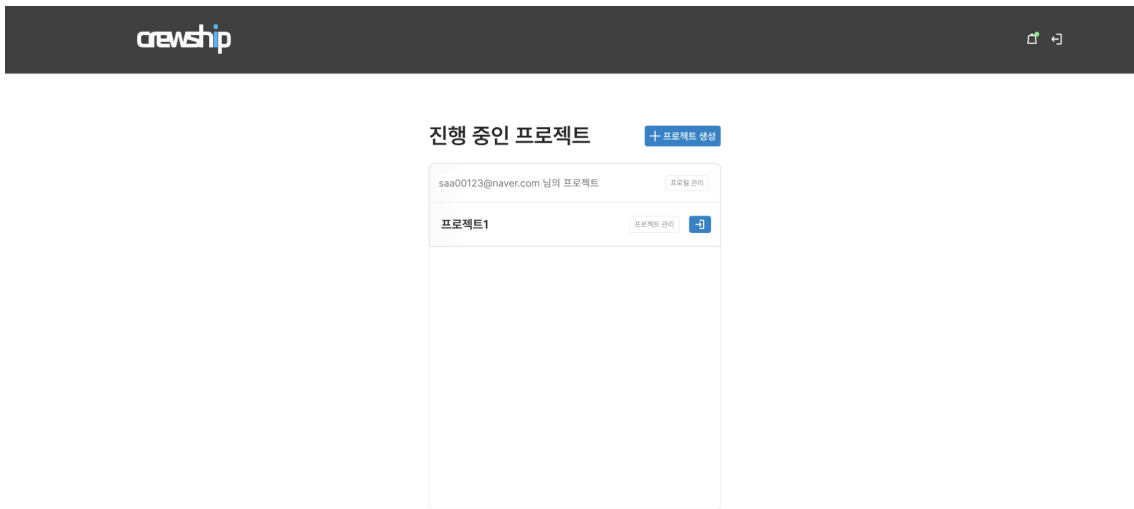 crewship
진행 중인 프로젝트
프로젝트 생성
saa00123@naver.com 님의 프로젝트
프로필 관리
프로젝트1
프로젝트 관리